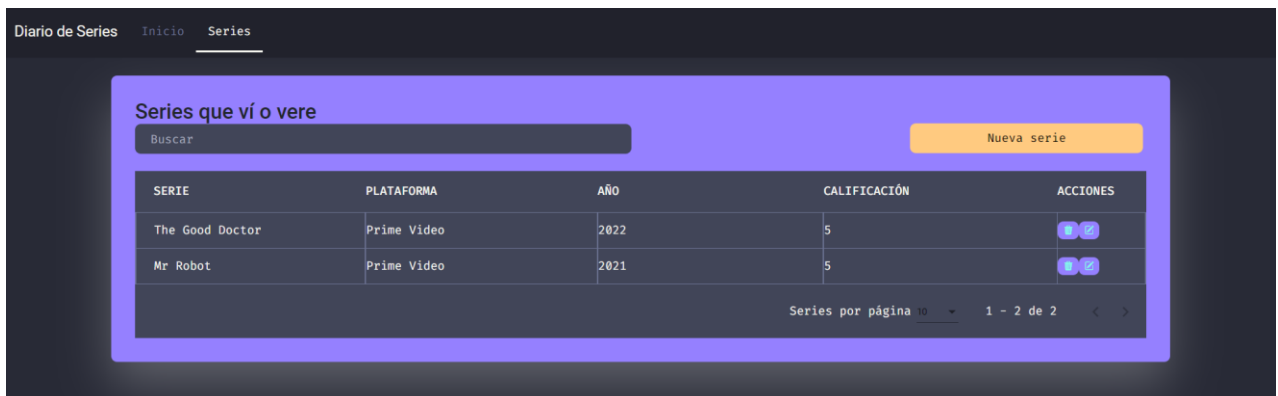 Diario de Series Inicio Series
Series que ví o vere
Buscar Nueva serie
SERIE PLATAFORMA AÑO CALIFICACIÓN ACCIONES
The Good Doctor Prime Video 2022 5
Mr Robot Prime Video 2021 5
Series por página 10 1 - 2 de 2